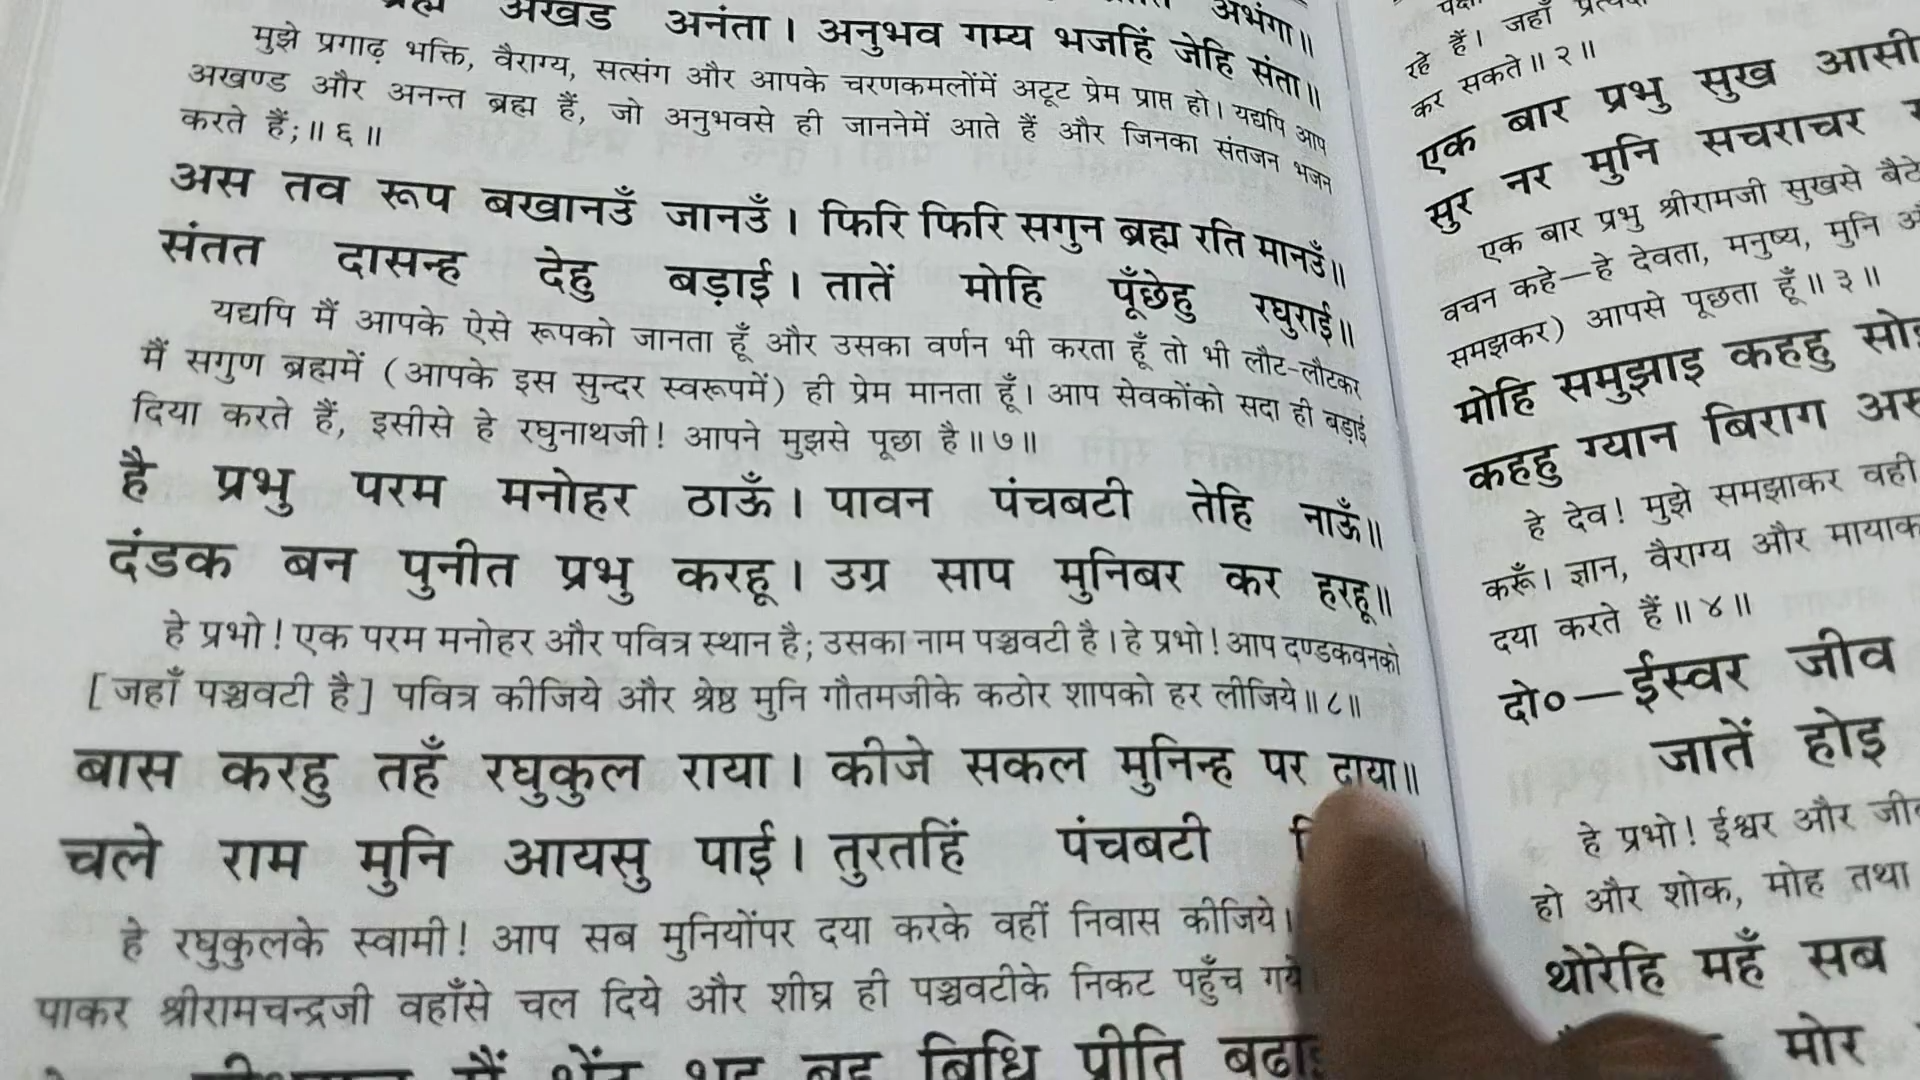 अखंड अनंता। अनुभव गम्य भजहिं जेहि संता॥
मुझे प्रगाढ़ भक्ति, वैराग्य, सत्संग और आपके चरणकमलोंमें अटूट प्रेम प्राप्त हो। यद्यपि आप
अखण्ड और अनन्त ब्रह्म हैं, जो अनुभवसे ही जाननेमें आते हैं और जिनका संतजन भजन
करते हैं;॥६॥
अस तव रूप बखानउँ जानउँ। फिरि फिरि सगुन ब्रह्म रति मानउँ॥
संतत दासन्ह देहु बड़ाई। तातें मोहि पूँछेहु रघुराई॥
यद्यपि मैं आपके ऐसे रूपको जानता हूँ और उसका वर्णन भी करता हूँ तो भी लौट-लौटकर
मैं सगुण ब्रह्ममें (आपके इस सुन्दर स्वरूपमें) ही प्रेम मानता हूँ। आप सेवकोंको सदा ही बड़ाई
दिया करते हैं, इसीसे हे रघुनाथजी! आपने मुझसे पूछा है॥७॥
है प्रभु परम मनोहर ठाऊँ। पावन पंचबटी तेहि नाऊँ॥
दंडक बन पुनीत प्रभु करहू। उग्र साप मुनिबर कर हरहू॥
हे प्रभो! एक परम मनोहर और पवित्र स्थान है; उसका नाम पञ्चवटी है। हे प्रभो! आप दण्डकवनको
[जहाँ पञ्चवटी है] पवित्र कीजिये और श्रेष्ठ मुनि गौतमजीके कठोर शापको हर लीजिये॥८॥
बास करहु तहँ रघुकुल राया। कीजे सकल मुनिन्ह पर दाया॥
चले राम मुनि आयसु पाई। तुरतहिं पंचबटी
हे रघुकुलके स्वामी! आप सब मुनियोंपर दया करके वहीं निवास कीजिये।
पाकर श्रीरामचन्द्रजी वहाँसे चल दिये और शीघ्र ही पञ्चवटीके निकट पहुँच गये
बिधि प्रीति
रहे हैं। जहाँ
कर सकते॥२॥
एक बार प्रभु सुख
सुर नर मुनि सचराचर
एक बार प्रभु श्रीरामजी सुखसे बैठे
वचन कहे—हे देवता, मनुष्य, मुनि
समझकर) आपसे पूछता हूँ॥३॥
मोहि समुझाइ कहहु
कहहु ग्यान बिराग
हे देव! मुझे समझाकर वही
करूँ। ज्ञान, वैराग्य और
दया करते हैं॥४॥
दो०—ईस्वर जीव
जातें होइ
हे प्रभो! ईश्वर और
हो और शोक, मोह तथा
थोरेहि महँ सब
मोर